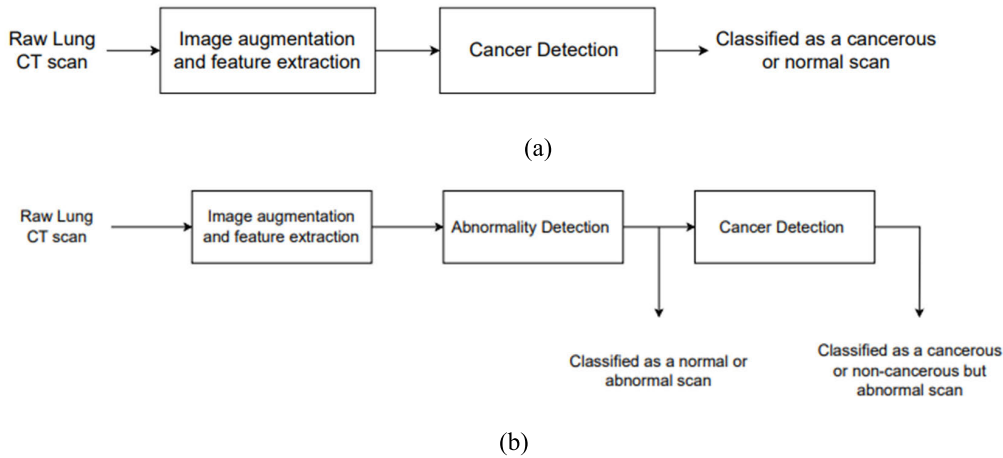 Raw Lung
CT scan
Image augmentation
and feature extraction
Cancer Detection
Classified as a cancerous
or normal scan
(a)
Raw Lung
CT scan
Image augmentation
and feature extraction
Abnormality Detection
Cancer Detection
Classified as a normal or
abnormal scan
Classified as a cancerous
or non-cancerous but
abnormal scan
(b)